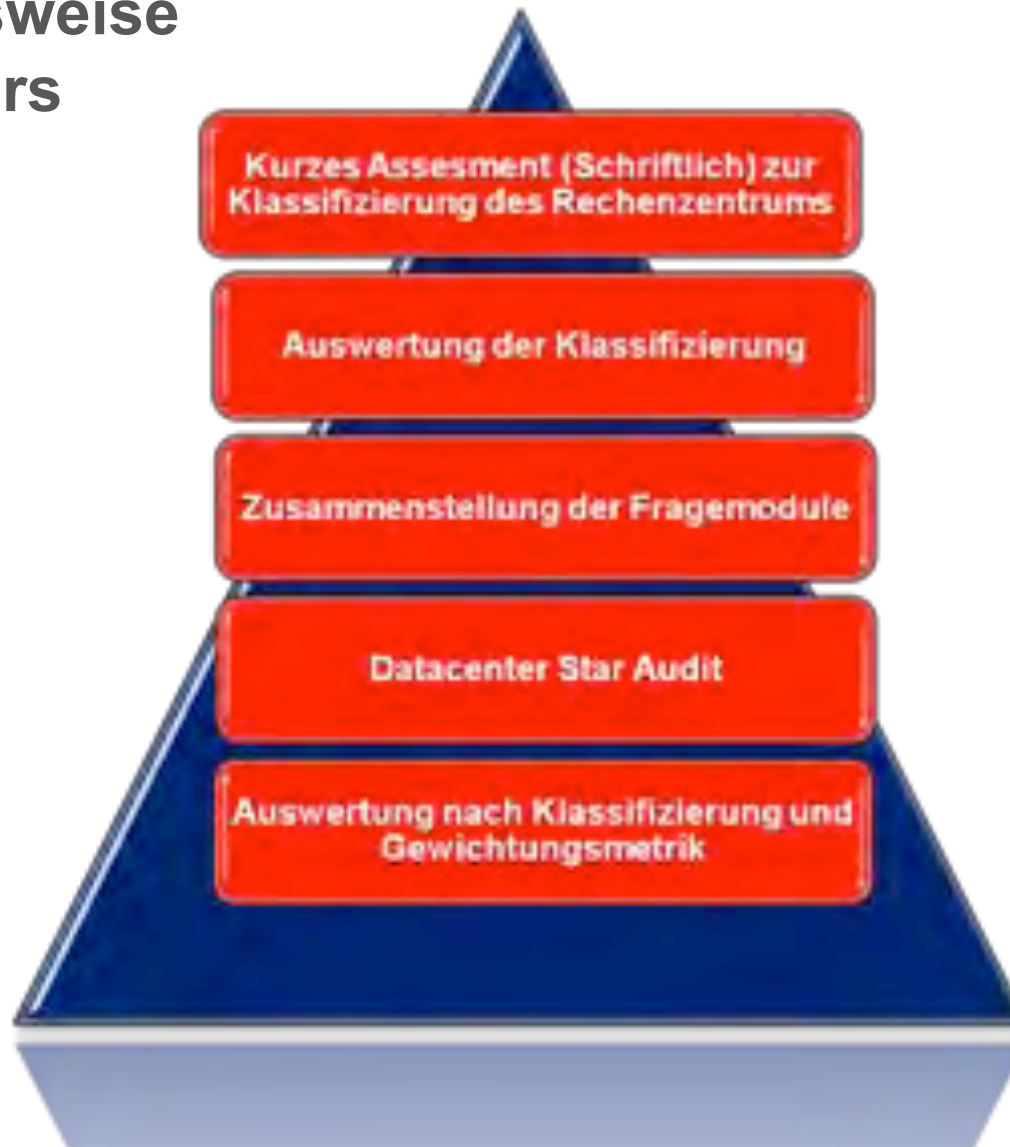 sweise
rs
Kurzes Assesment (Schriftlich) zur
Klassifizierung des Rechenzentrums
Auswertung der Klassifizierung
Zusammenstellung der Fragemodule
Datacenter Star Audit
Auswertung nach Klassifizierung und
Gewichtungsmetrik